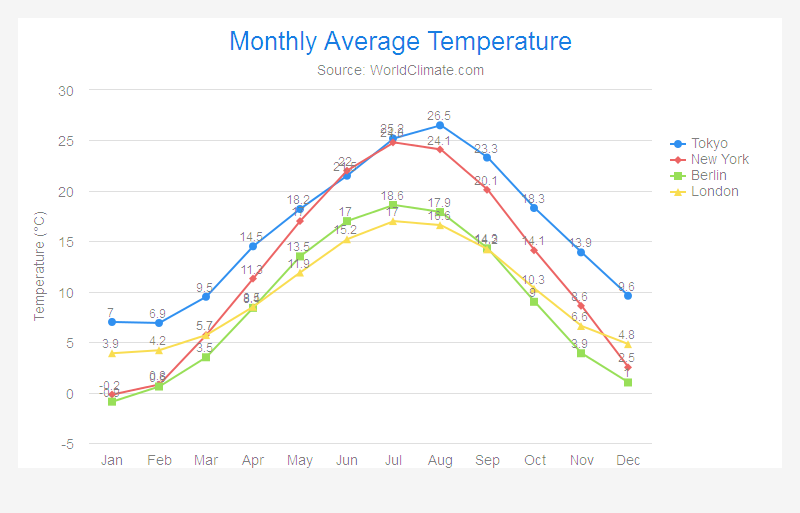 Monthly Average Temperature
Source: WorldClimate.com
Temperature (°C)
30
25
20
15
10
5
0
-5
Jan Feb Mar Apr May Jun Jul Aug Sep Oct Nov Dec
Tokyo
New York
Berlin
London
7 6.9 9.5 14.5 18.2 21.5 25.2 26.5 23.3 18.3 13.9 9.6
-0.2 0.8 5.7 11.3 17 22 24.8 24.1 20.1 14.1 8.6 2.5
0.6 3.5 8.4 13.5 17 18.6 17.9 14.3 9 3.9 1
3.9 4.2 5.7 8.5 11.9 15.2 17 16.6 14.2 10.3 6.6 4.8